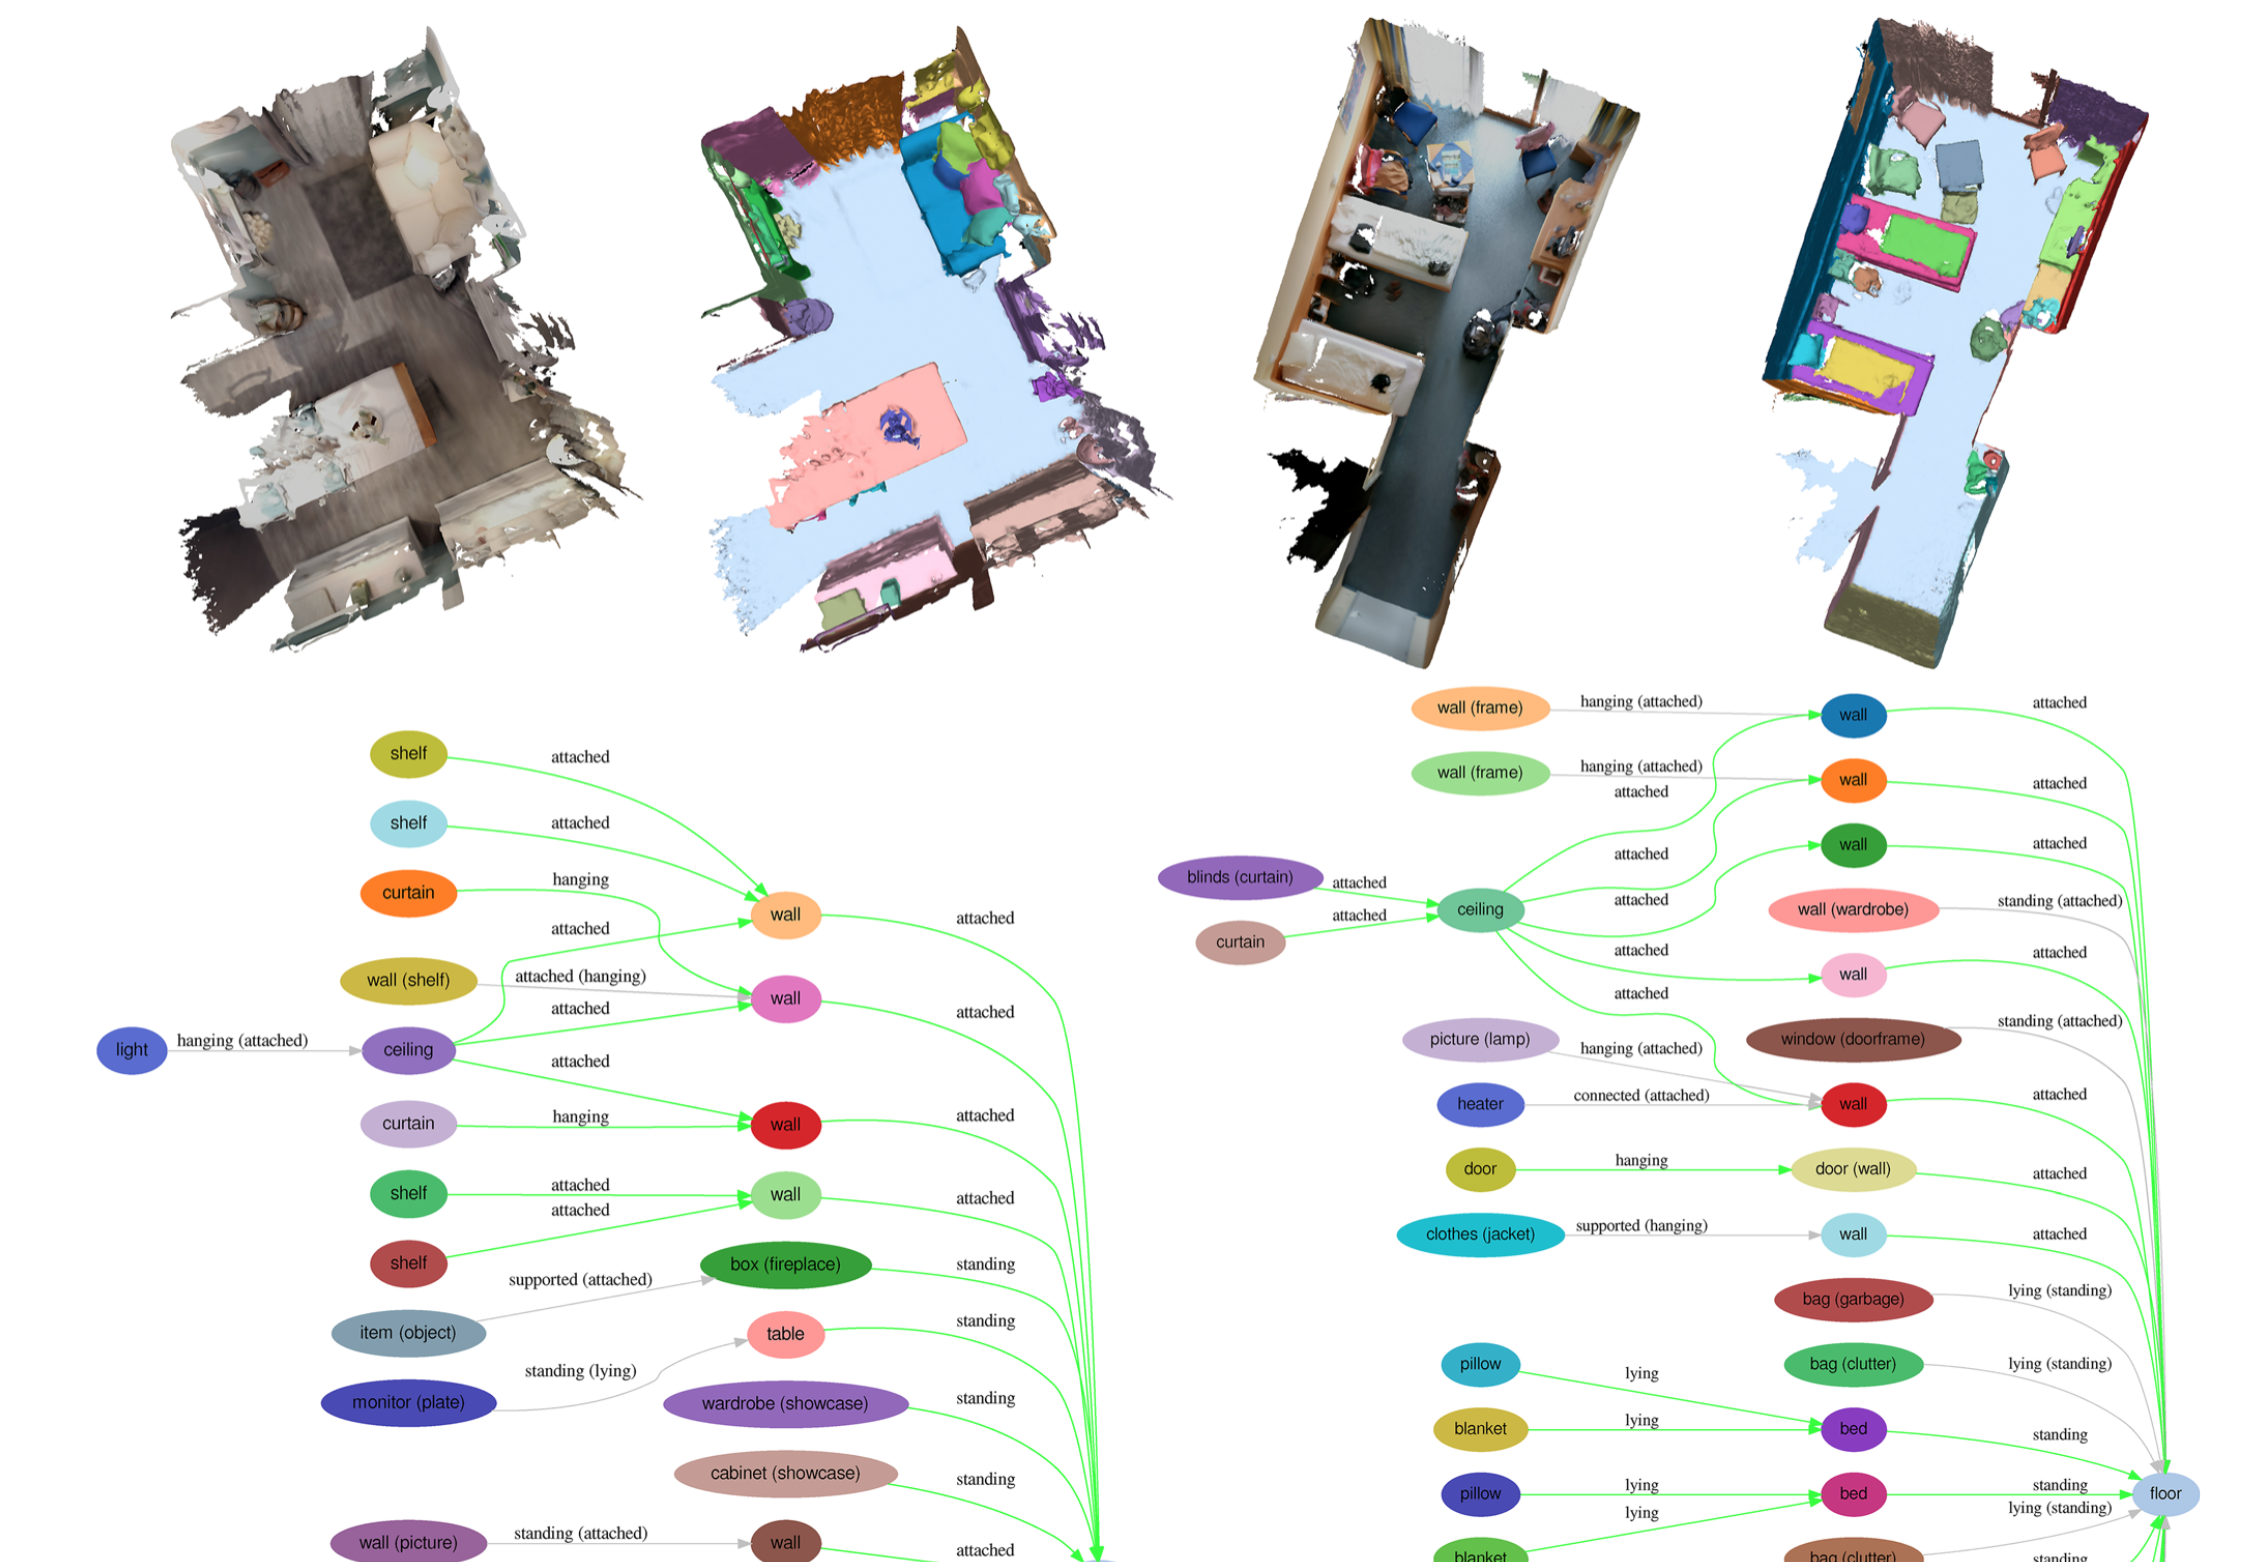 shelf
attached
shelf
attached
curtain
hanging
wall
attached
attached
wall (shelf)
attached (hanging)
wall
attached
attached
light
hanging (attached)
ceiling
attached
curtain
hanging
wall
attached
shelf
attached
wall
attached
attached
shelf
box (fireplace)
standing
supported (attached)
item (object)
table
standing
standing (lying)
monitor (plate)
wardrobe (showcase)
standing
cabinet (showcase)
standing
wall (picture)
standing (attached)
wall
attached
wall (frame)
hanging (attached)
wall
attached
wall (frame)
hanging (attached)
wall
attached
attached
wall
attached
attached
blinds (curtain)
attached
attached
curtain
ceiling
attached
wall (wardrobe)
standing (attached)
attached
wall
attached
attached
picture (lamp)
hanging (attached)
window (doorframe)
standing (attached)
heater
connected (attached)
wall
attached
door
hanging
door (wall)
attached
clothes (jacket)
supported (hanging)
wall
attached
bag (garbage)
lying (standing)
pillow
lying
bag (clutter)
lying (standing)
blanket
lying
bed
standing
pillow
lying
lying
bed
standing
lying (standing)
floor
blanket
bag (clutter)
standing